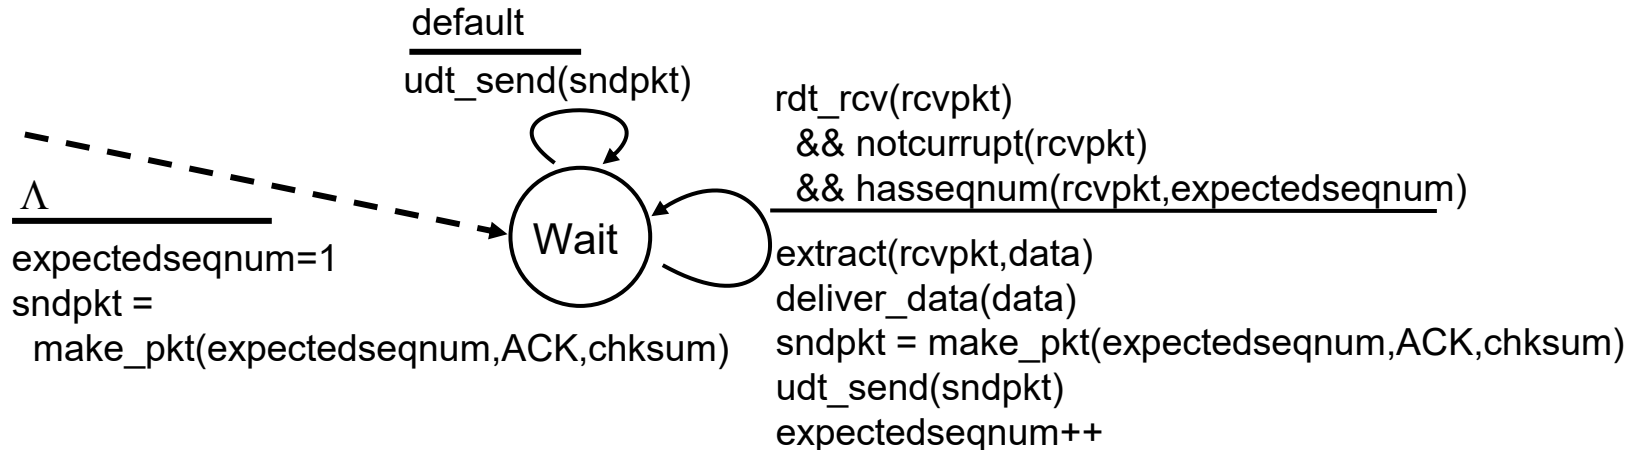 default
udt_send(sndpkt)
rdt_rcv(rcvpkt)
&& notcurrupt(rcvpkt)
&& hasseqnum(rcvpkt,expectedseqnum)
Λ
expectedseqnum=1
sndpkt =
make_pkt(expectedseqnum,ACK,chksum)
Wait
extract(rcvpkt,data)
deliver_data(data)
sndpkt = make_pkt(expectedseqnum,ACK,chksum)
udt_send(sndpkt)
expectedseqnum++